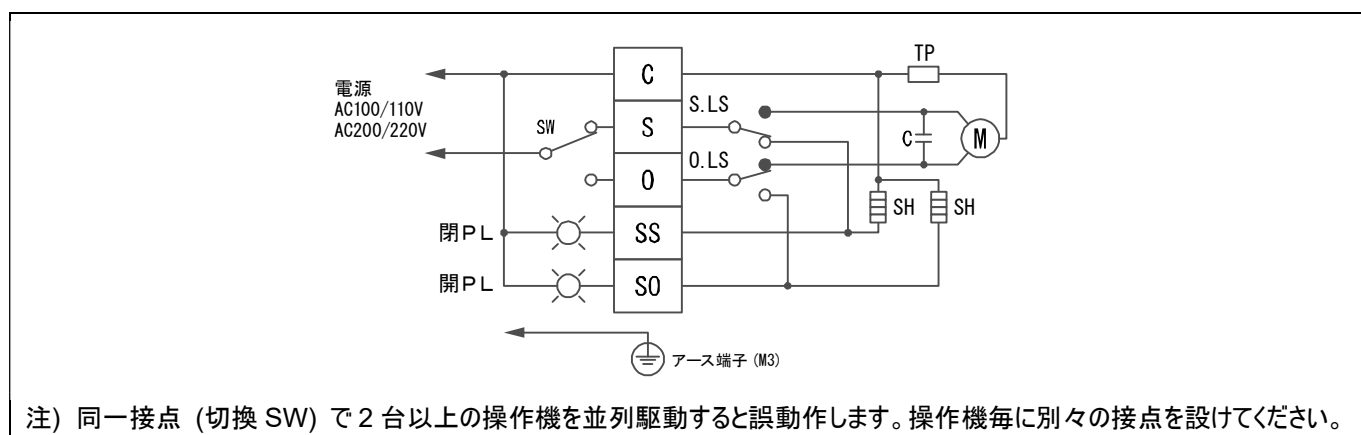 TP
電源
AC100/110V
AC200/220V
C
S.LS
SW
S
C
M
O.LS
O
SH
SH
閉PL
SS
開PL
SO
アース端子 (M3)
注) 同一接点 (切換 SW) で 2 台以上の操作機を並列駆動すると誤動作します。操作機毎に別々の接点を設けてください。